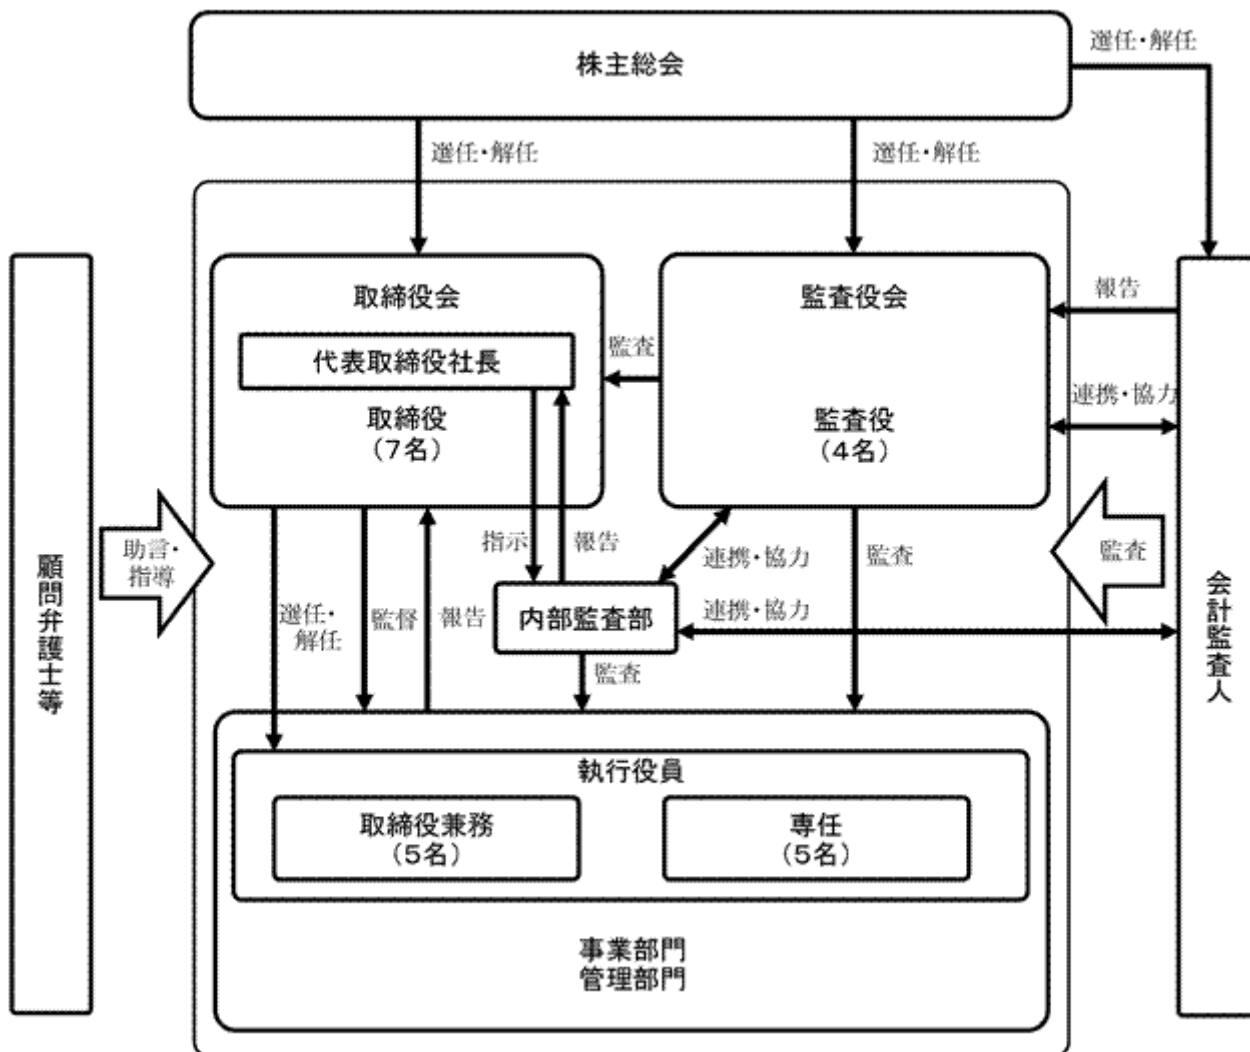 株主総会
選任・解任
選任・解任
選任・解任
取締役会
代表取締役社長
取締役
(7名)
監査
監査役会
監査役
(4名)
報告
連携・協力
顧問弁護士等
助言・
指導
指示
報告
連携・協力
監査
監査
会計監査人
選任・
解任
監督
報告
内部監査部
連携・協力
監査
執行役員
取締役兼務
(5名)
専任
(5名)
事業部門
管理部門